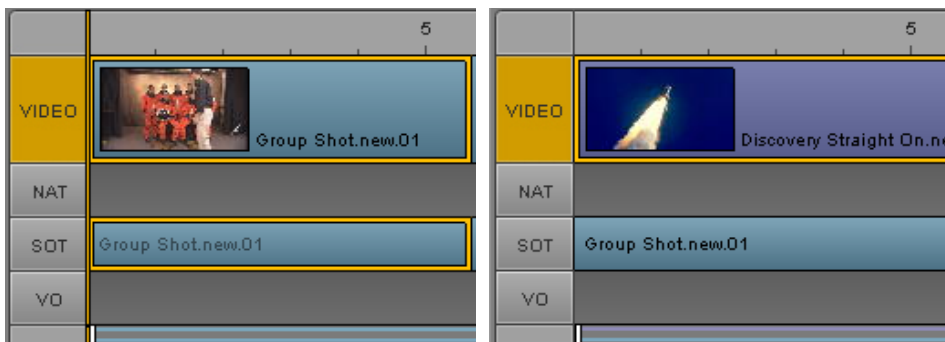 5
VIDEO
Group Shot.new.01
NAT
SOT
Group Shot.new.01
VO
5
VIDEO
Discovery Straight On.ne
NAT
SOT
Group Shot.new.01
VO